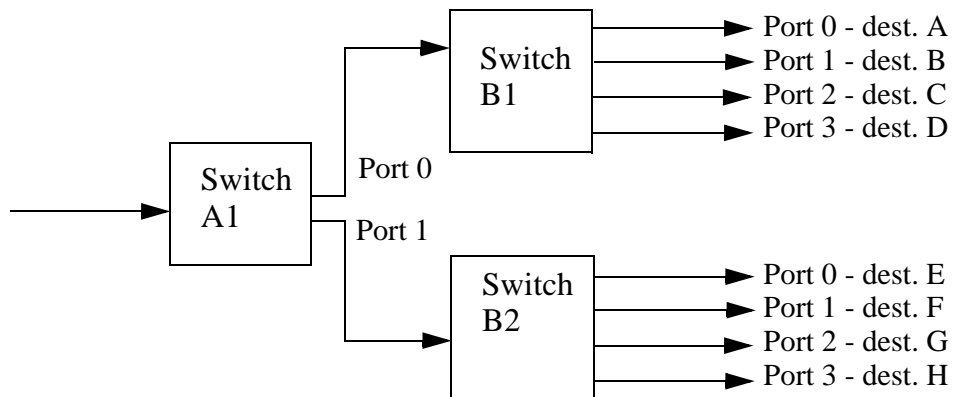 Switch
B1
Port 0 - dest. A
Port 1 - dest. B
Port 2 - dest. C
Port 3 - dest. D
Switch
A1
Port 0
Port 1
Switch
B2
Port 0 - dest. E
Port 1 - dest. F
Port 2 - dest. G
Port 3 - dest. H